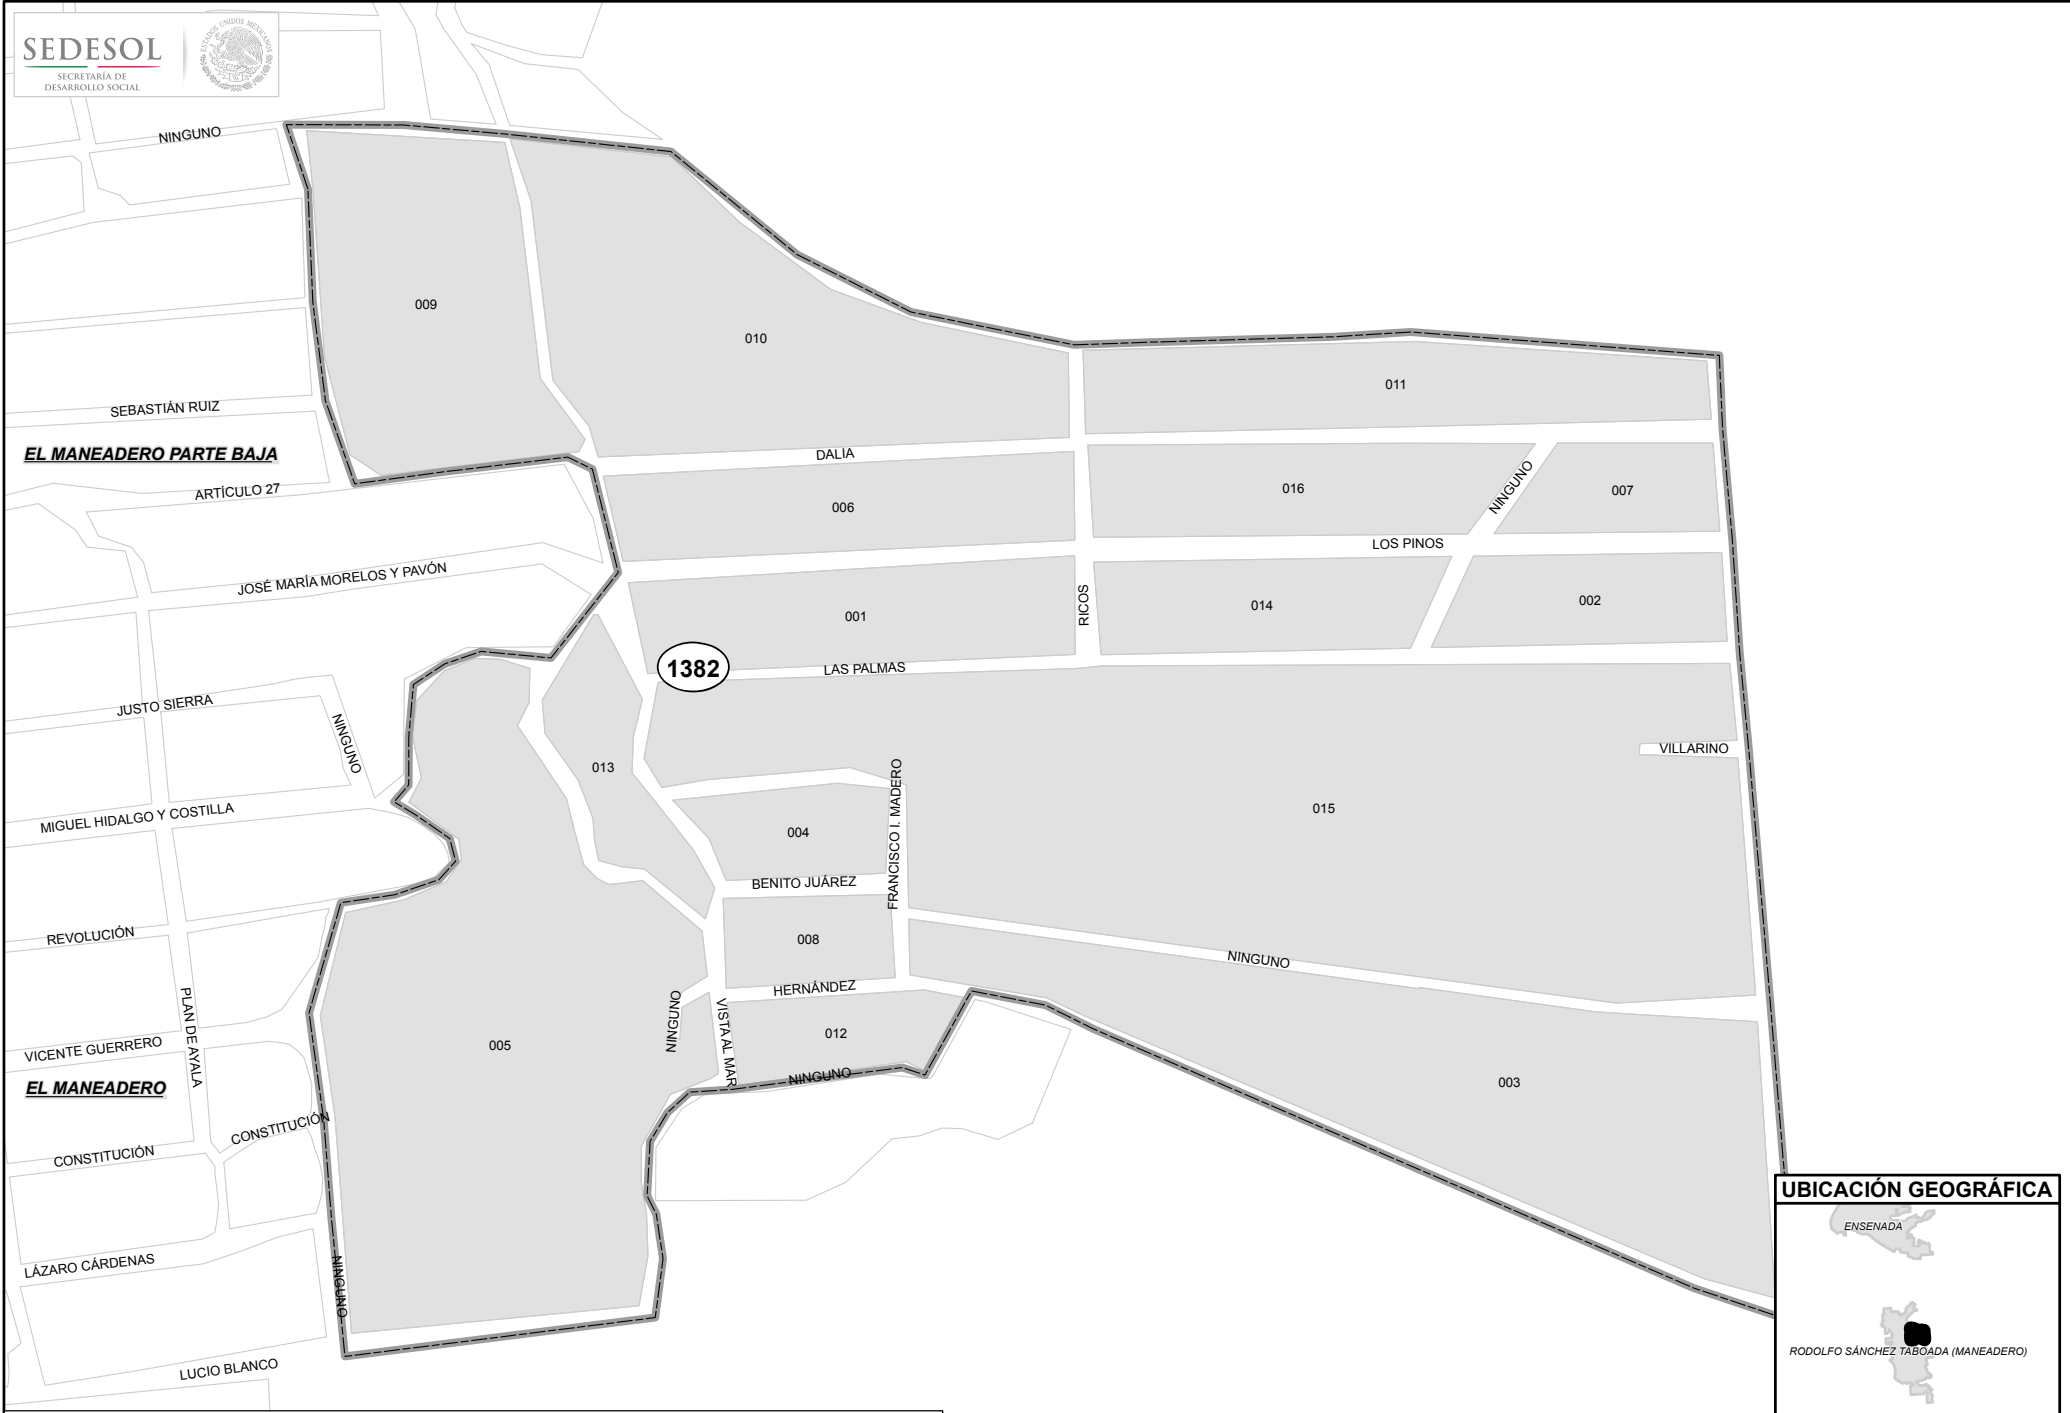 SEDESOL
SECRETARÍA DE
DESARROLLO SOCIAL
ESTADOS UNIDOS MEXICANOS
NINGUNO
009
010
011
SEBASTIÁN RUIZ
EL MANEADERO PARTE BAJA
DALIA
ARTÍCULO 27
016
NINGUNO
007
006
LOS PINOS
JOSÉ MARÍA MORELOS Y PAVÓN
RICOS
001
014
002
1382
LAS PALMAS
JUSTO SIERRA
NINGUNO
VILLARINO
013
FRANCISCO I. MADERO
015
MIGUEL HIDALGO Y COSTILLA
004
BENITO JUÁREZ
REVOLUCIÓN
008
NINGUNO
HERNÁNDEZ
PLAN DE AYALA
NINGUNO
VISTA AL MAR
012
005
VICENTE GUERRERO
NINGUNO
003
EL MANEADERO
CONSTITUCIÓN
CONSTITUCIÓN
LÁZARO CÁRDENAS
NINGUNO
LUCIO BLANCO
UBICACIÓN GEOGRÁFICA
ENSENADA
RODOLFO SÁNCHEZ TABOADA (MANEADERO)